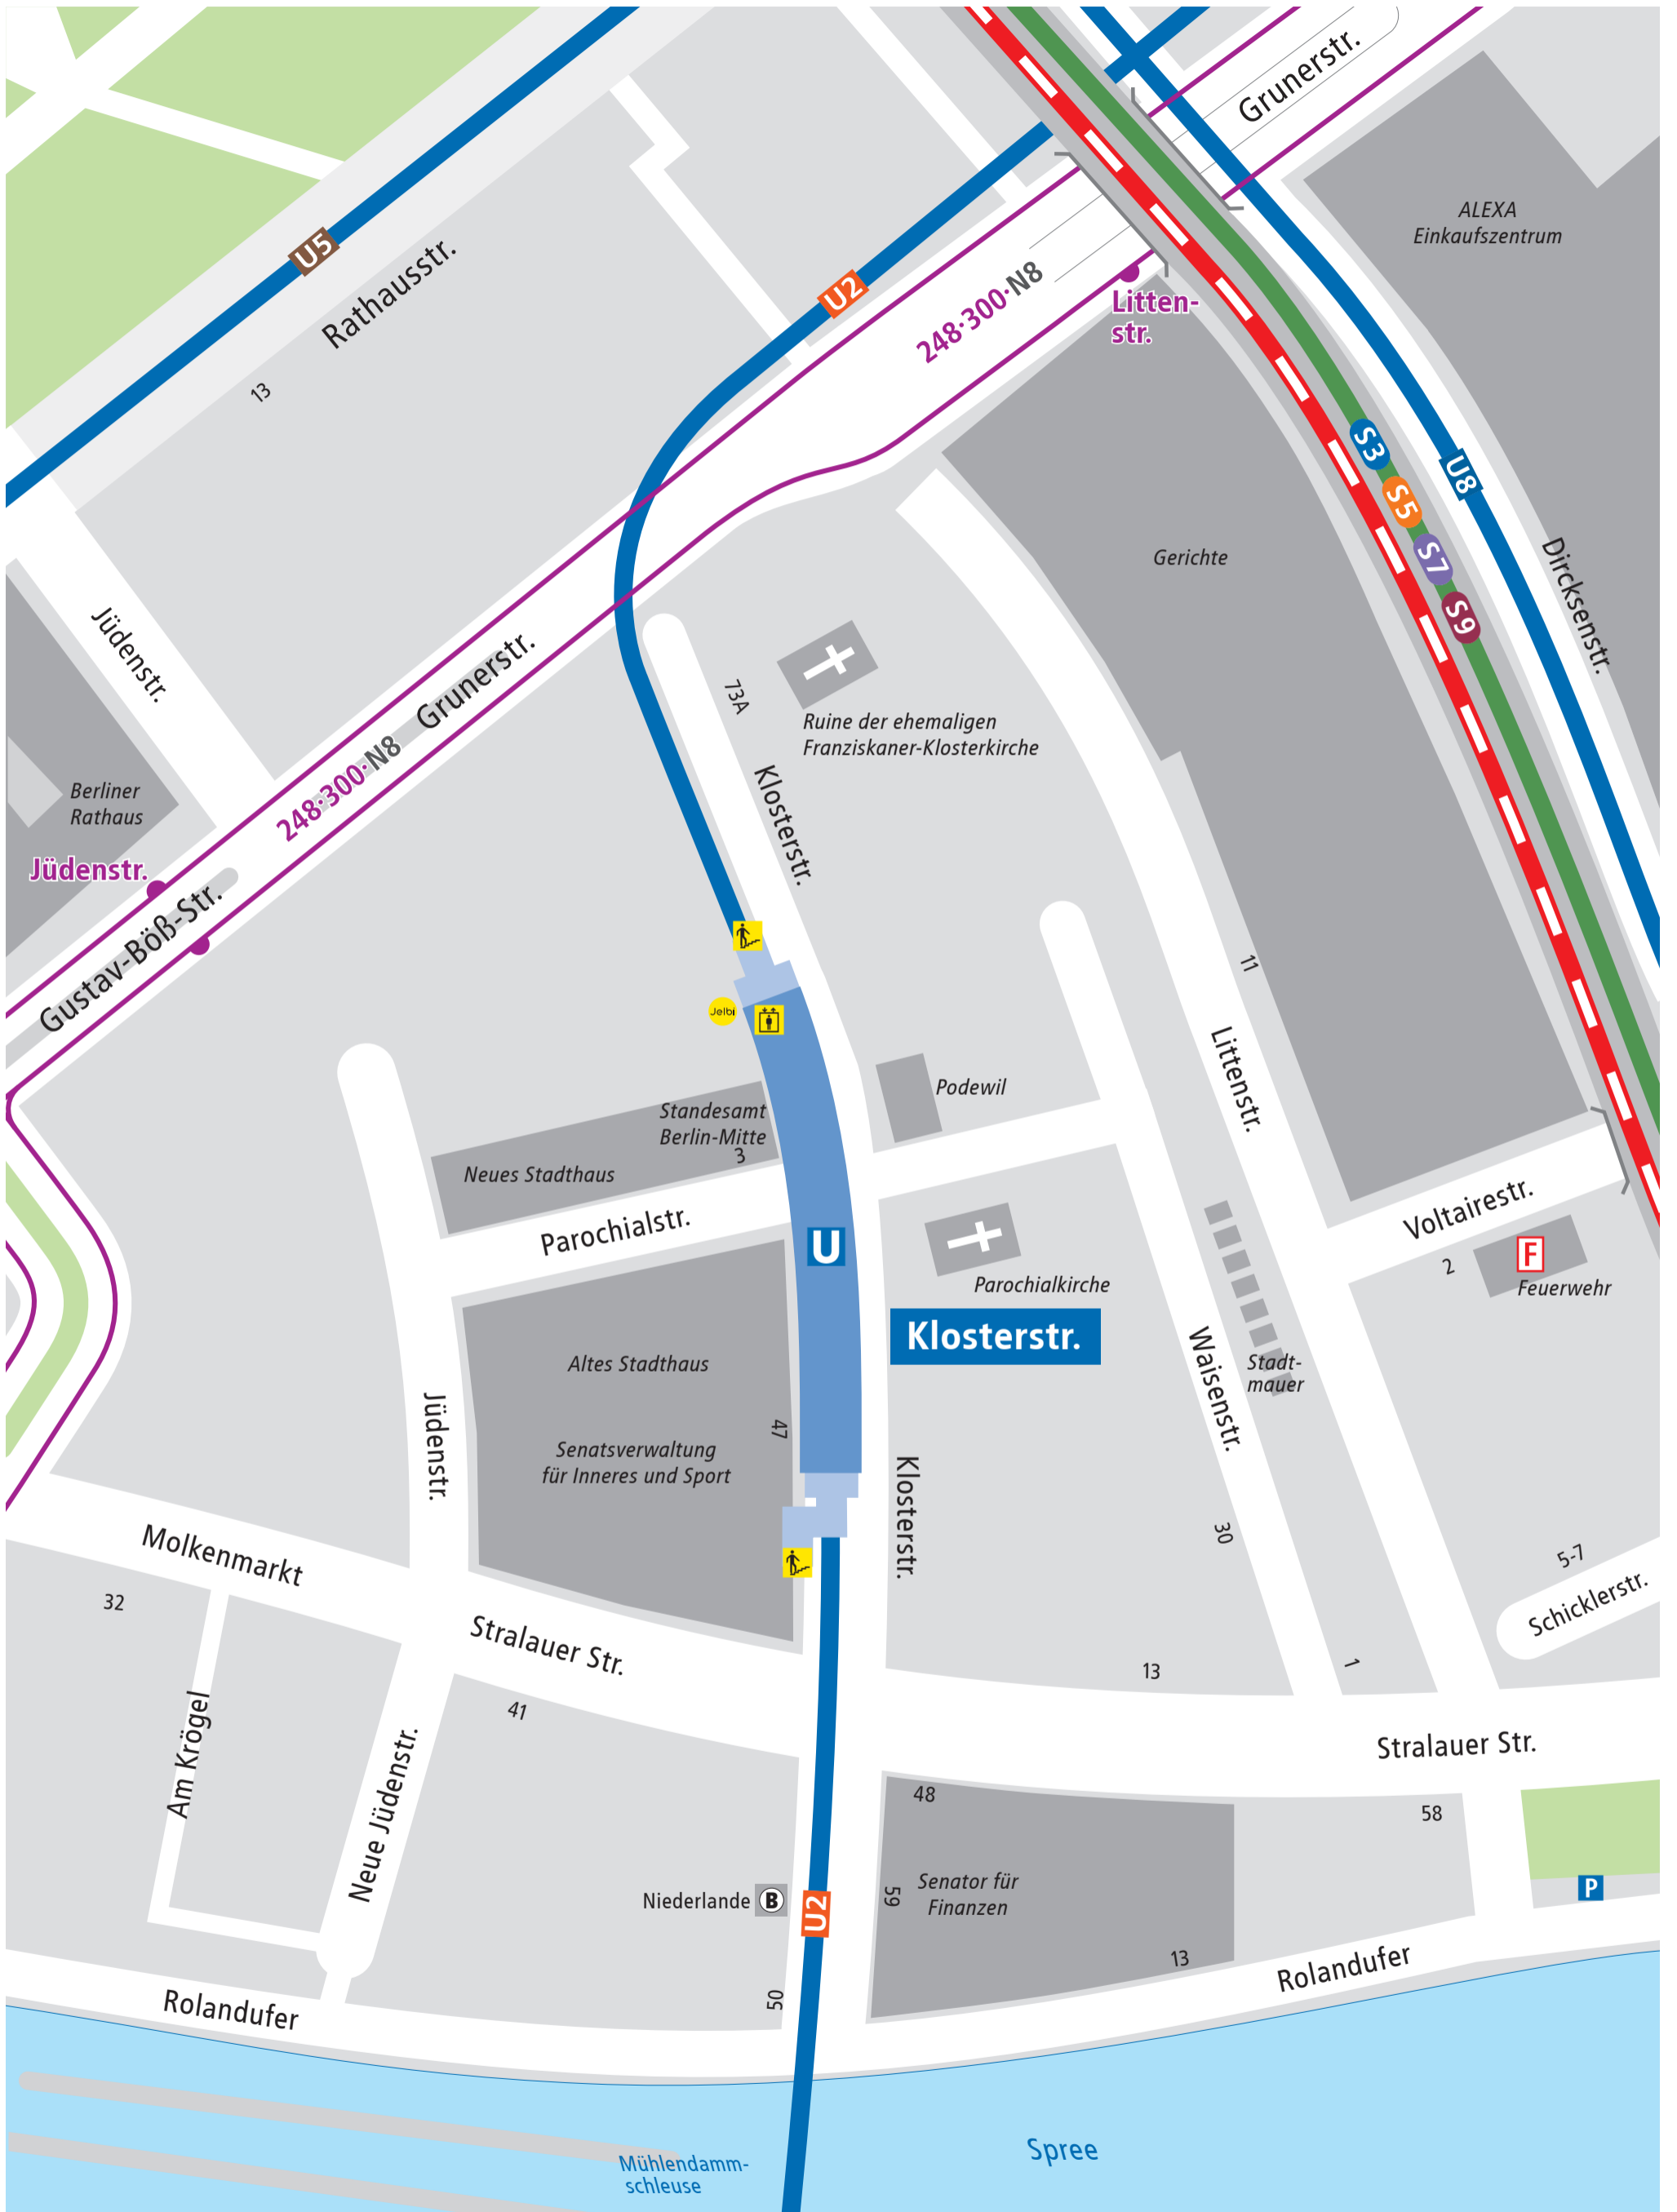 Grunerstr.
ALEXA
Einkaufszentrum
U5
Rathausstr.
U2
248·300·N8
Litten-
str.
13
S3
S5
S7
S9
U8
Dircksenstr.
Gerichte
Jüdenstr.
Grunerstr.
248·300·N8
73A
Ruine der ehemaligen
Franziskaner-Klosterkirche
Klosterstr.
Berliner
Rathaus
Jüdenstr.
Gustav-Böß-Str.
Jelbi
11
Littenstr.
Podewil
Standesamt
Berlin-Mitte
3
Neues Stadthaus
Parochialstr.
U
Voltairestr.
2
F
Feuerwehr
Parochialkirche
Klosterstr.
Altes Stadthaus
47
Senatsverwaltung
für Inneres und Sport
Jüdenstr.
Klosterstr.
Waisenstr.
Stadt-
mauer
30
5-7
Schicklerstr.
Molkenmarkt
32
Stralauer Str.
41
13
1
Stralauer Str.
Am Krögel
Neue Jüdenstr.
48
58
Senator für
Finanzen
59
13
P
Niederlande
B
U2
50
Rolandufer
Rolandufer
Mühlendamm-
schleuse
Spree